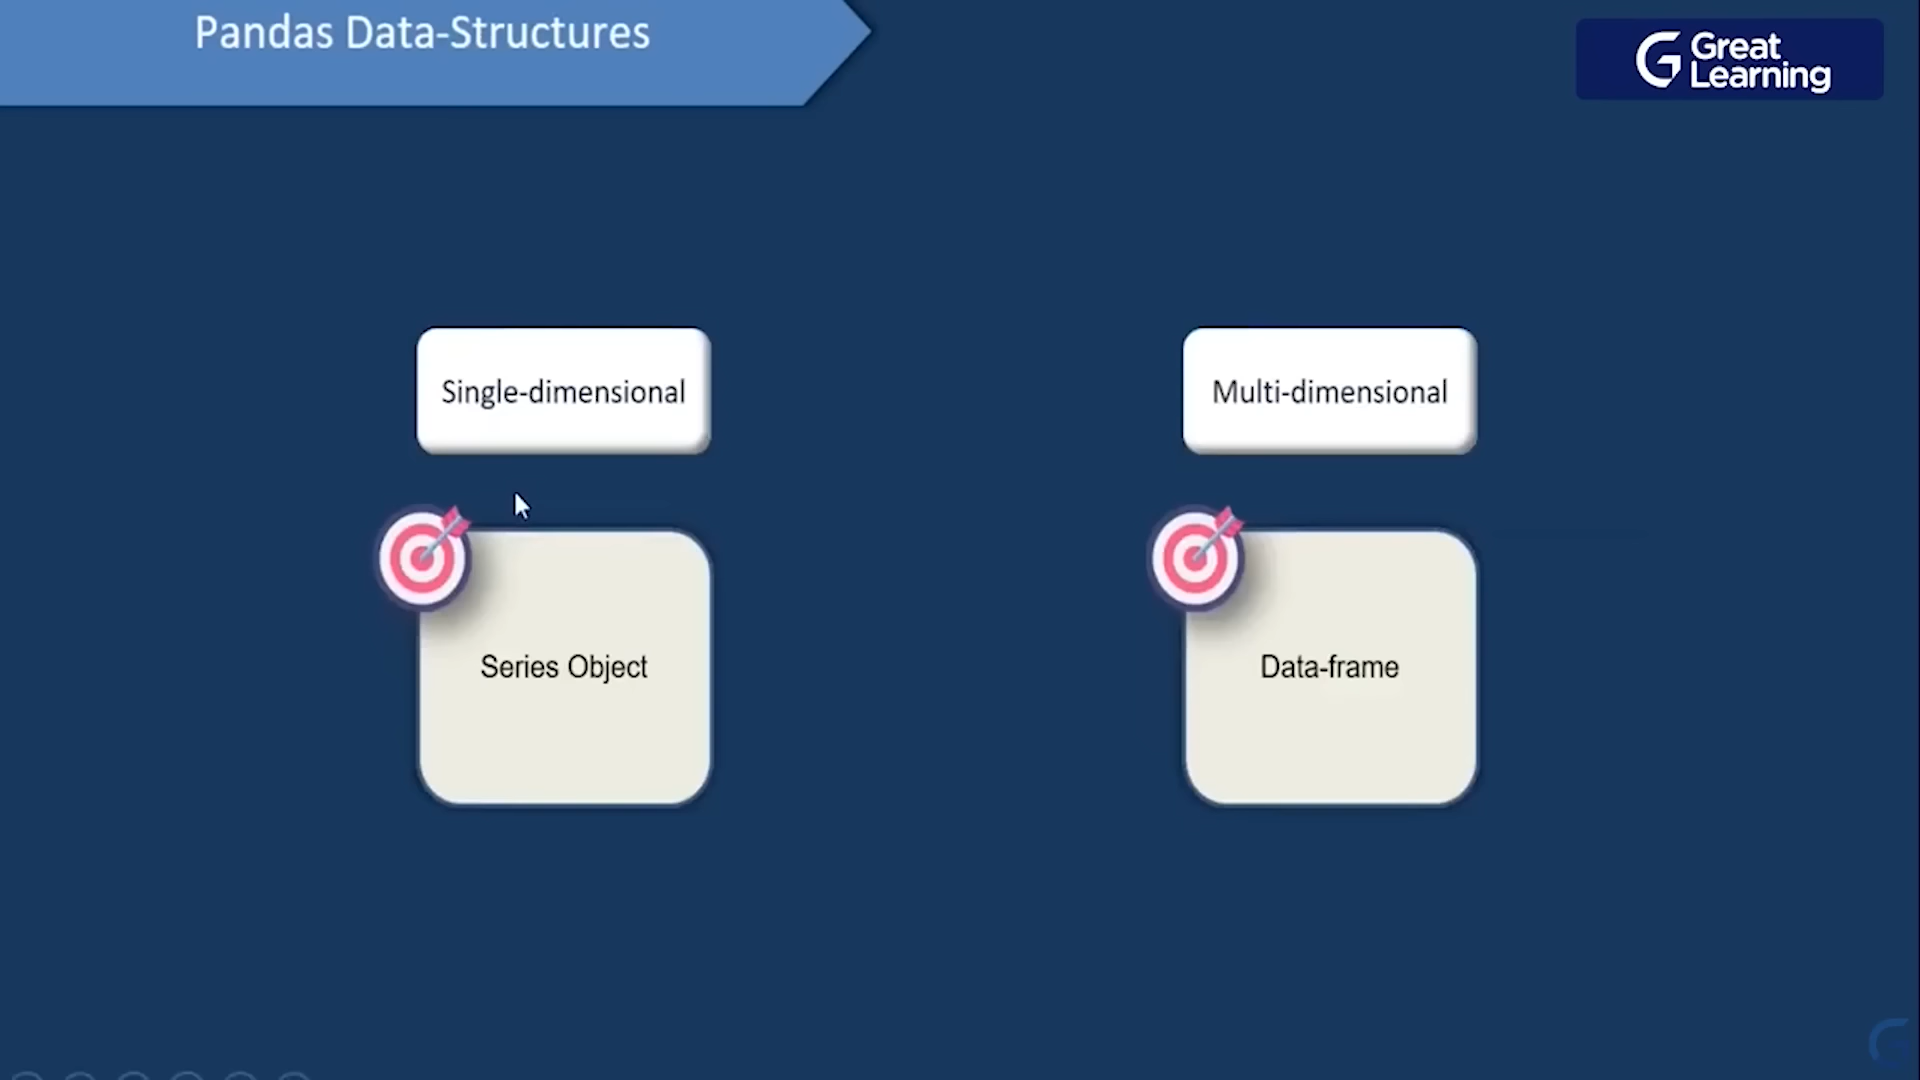 Pandas Data-Structures
Great
Learning
Single-dimensional
Multi-dimensional
Series Object
Data-frame